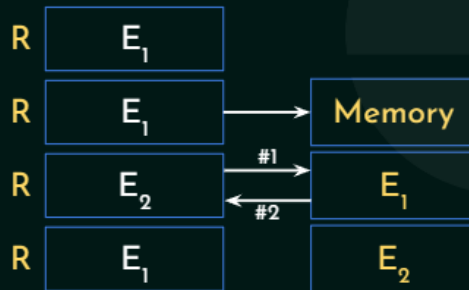 R E₁
R E₁ Memory
#1
R E₂ E₁
#2
R E₁ E₂